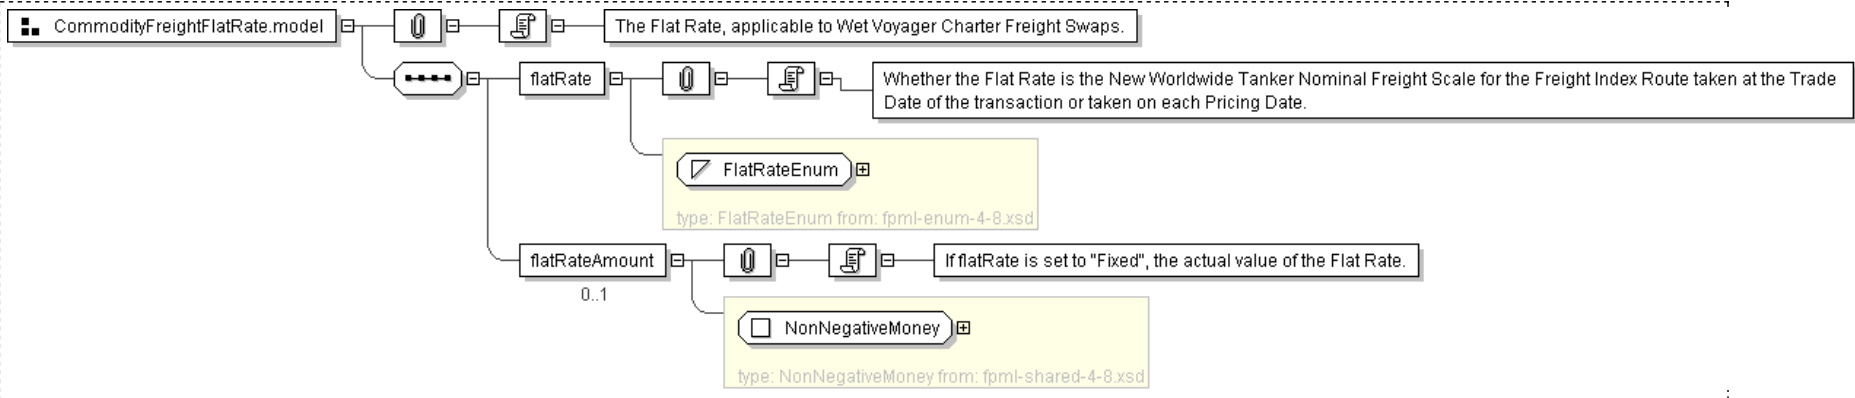 CommodityFreightFlatRate.model
The Flat Rate, applicable to Wet Voyager Charter Freight Swaps.
flatRate
Whether the Flat Rate is the New Worldwide Tanker Nominal Freight Scale for the Freight Index Route taken at the Trade
Date of the transaction or taken on each Pricing Date.
FlatRateEnum
type: FlatRateEnum from: fpml-enum-4-8.xsd
flatRateAmount
If flatRate is set to "Fixed", the actual value of the Flat Rate.
0..1
NonNegativeMoney
type: NonNegativeMoney from: fpml-shared-4-8.xsd